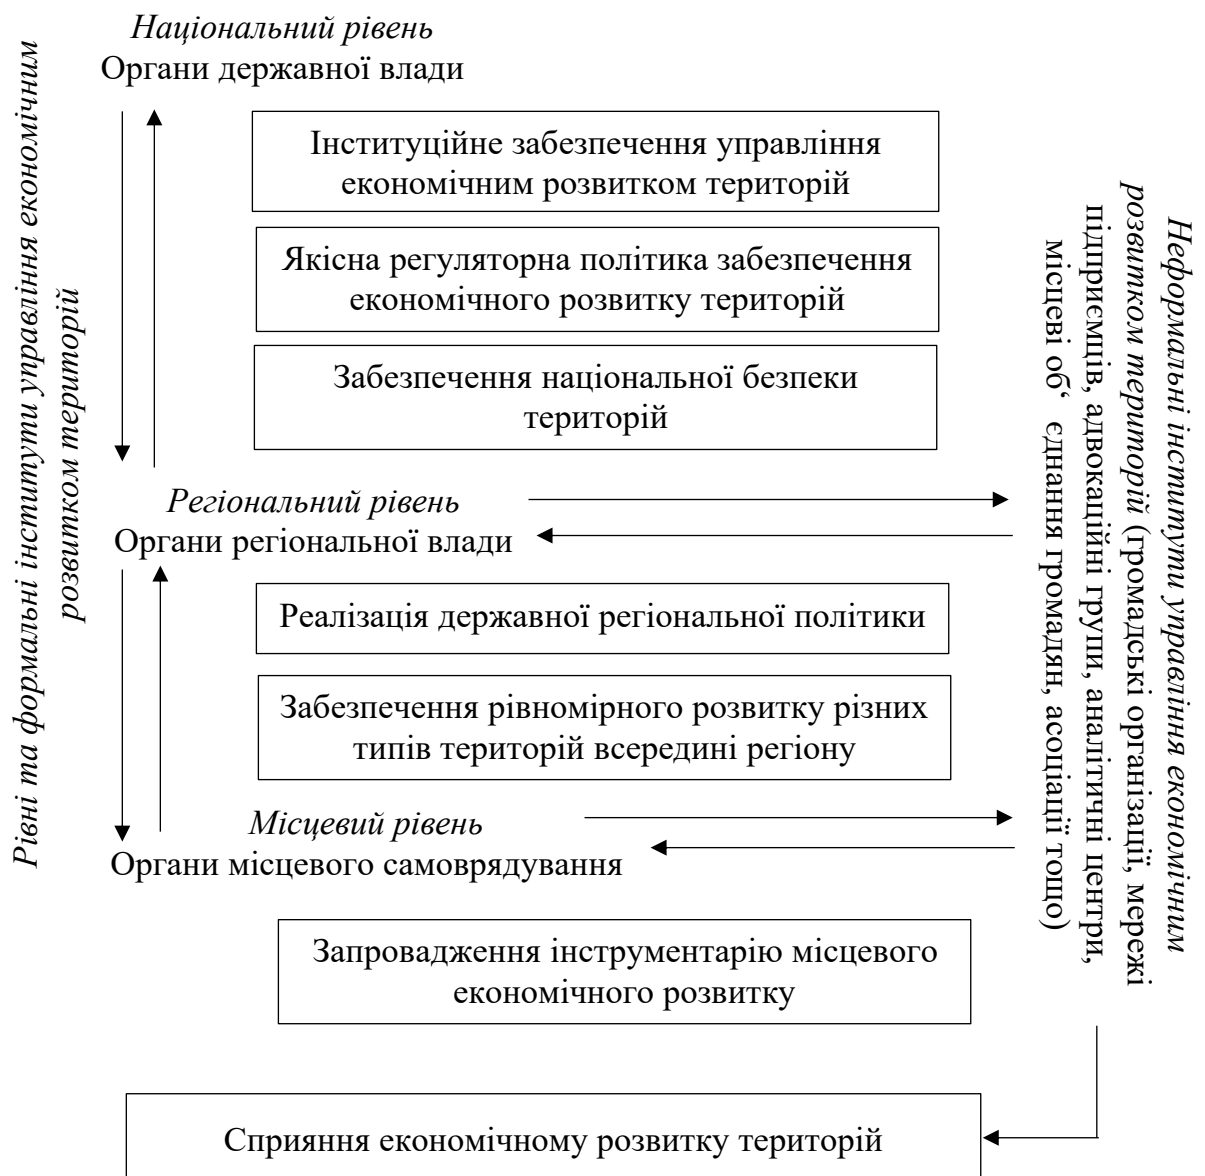 Рівні та формальні інститути управління економічним
розвитком територій
Національний рівень
Органи державної влади
Інституційне забезпечення управління
економічним розвитком територій
Якісна регуляторна політика забезпечення
економічного розвитку територій
Забезпечення національної безпеки
територій
Регіональний рівень
Органи регіональної влади
Реалізація державної регіональної політики
Забезпечення рівномірного розвитку різних
типів територій всередині регіону
Місцевий рівень
Органи місцевого самоврядування
Запровадження інструментарію місцевого
економічного розвитку
Сприяння економічному розвитку територій
Неформальні інститути управління економічним
розвитком територій (громадські організації, мережі
підприємців, адвокаційні групи, аналітичні центри,
місцеві об‘ єднання громадян, асоціації тощо)